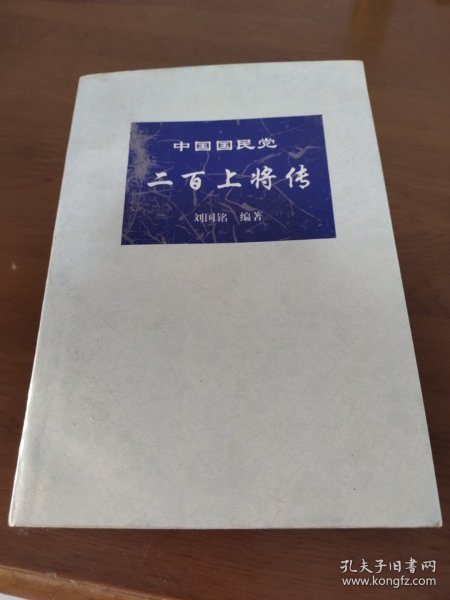 中国国民党
二百上将传
刘国铭 编著
孔夫子旧书网
www.kongfz.com